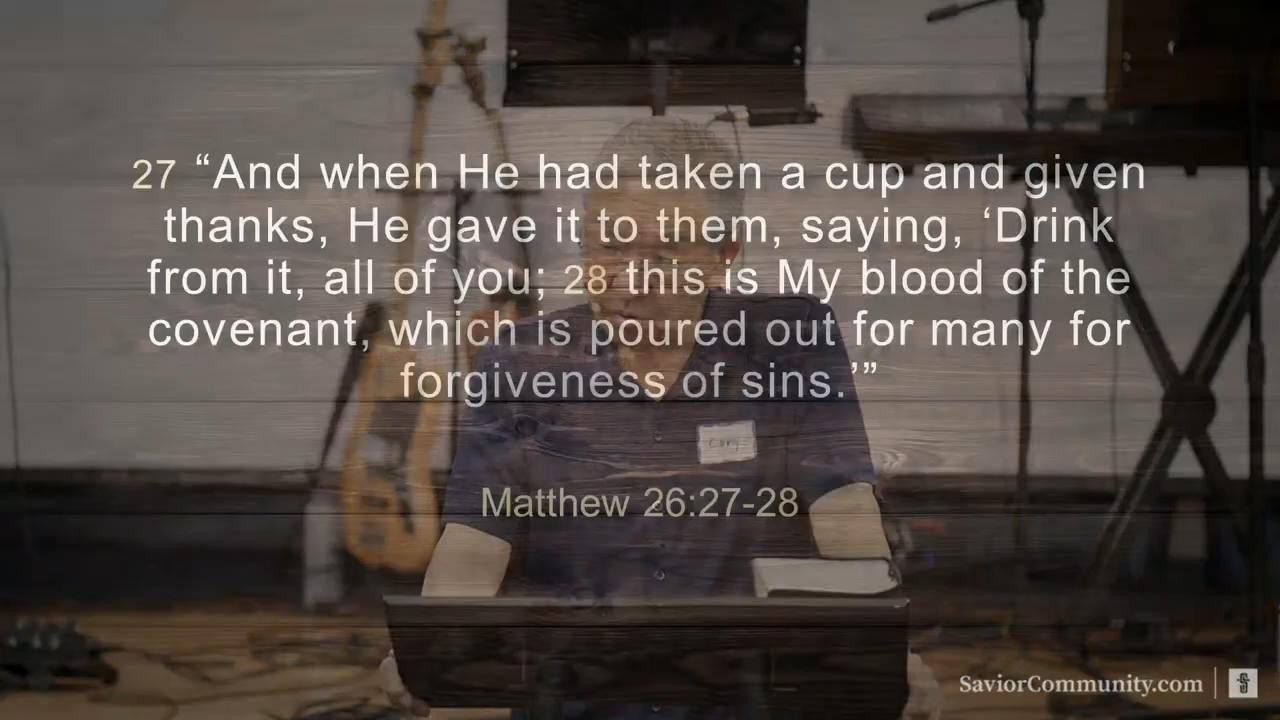 27 “And when He had taken a cup and given
thanks, He gave it to them, saying, ‘Drink
from it, all of you; 28 this is My blood of the
covenant, which is poured out for many for
forgiveness of sins.’”
Cory
Matthew 26:27-28
SaviorCommunity.com